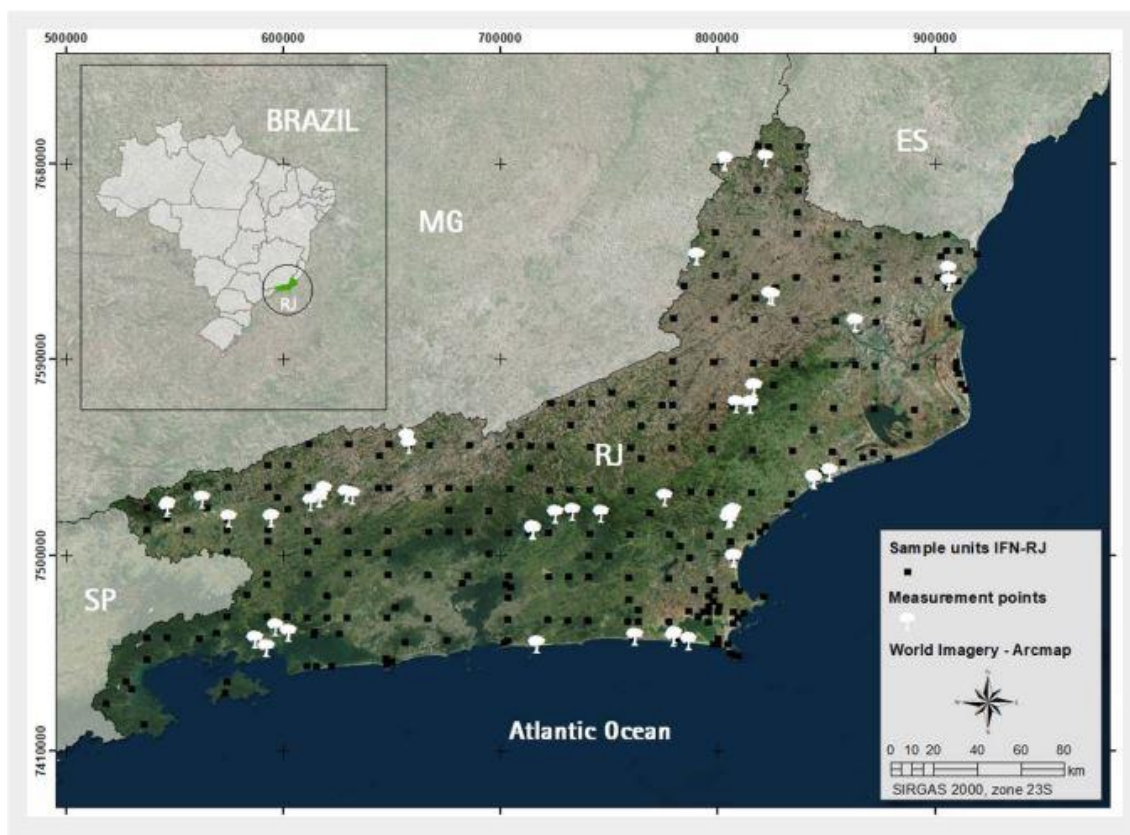 500000 600000 700000 800000 900000
BRAZIL
ES
7680000
MG
RJ
7590000
RJ
7500000
SP
Sample units IFN-RJ
Measurement points
World Imagery - Arcmap
Atlantic Ocean
7410000
0 10 20 40 60 80
km
SIRGAS 2000, zone 23S